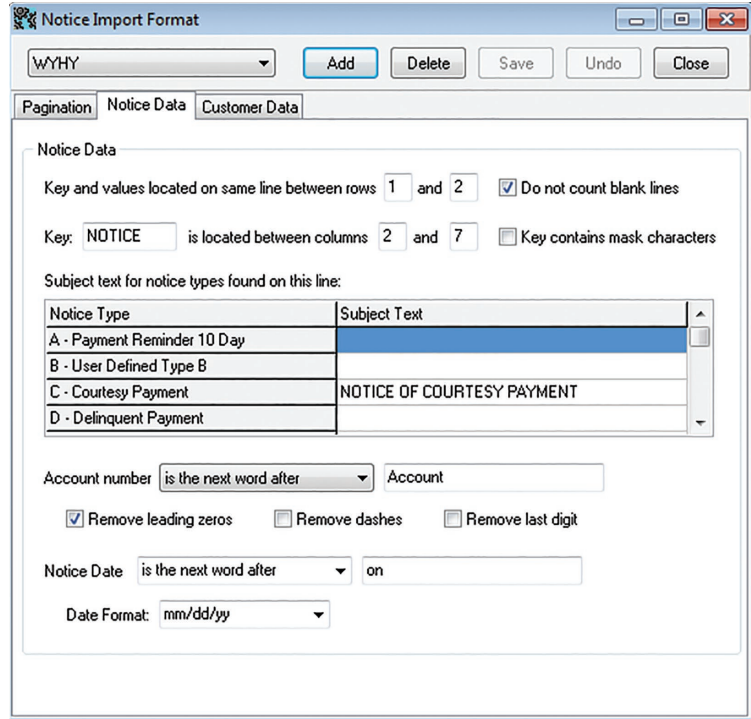 Notice Import Format
WYHY Add Delete Save Undo Close
Pagination Notice Data Customer Data
Notice Data
Key and values located on same line between rows 1 and 2 Do not count blank lines
Key: NOTICE is located between columns 2 and 7 Key contains mask characters
Subject text for notice types found on this line:
Notice Type Subject Text
A - Payment Reminder 10 Day
B - User Defined Type B
C - Courtesy Payment NOTICE OF COURTESY PAYMENT
D - Delinquent Payment
Account number is the next word after Account
Remove leading zeros Remove dashes Remove last digit
Notice Date is the next word after on
Date Format: mm/dd/yy